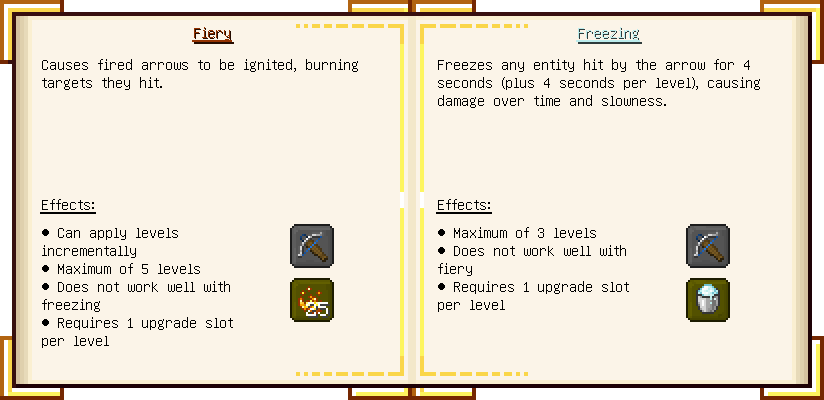 Fiery
Causes fired arrows to be ignited, burning
targets they hit.
Effects:
● Can apply levels
incrementally
● Maximum of 5 levels
● Does not work well with
freezing
● Requires 1 upgrade slot
per level
25
Freezing
Freezes any entity hit by the arrow for 4
seconds (plus 4 seconds per level), causing
damage over time and slowness.
Effects:
● Maximum of 3 levels
● Does not work well with
fiery
● Requires 1 upgrade slot
per level